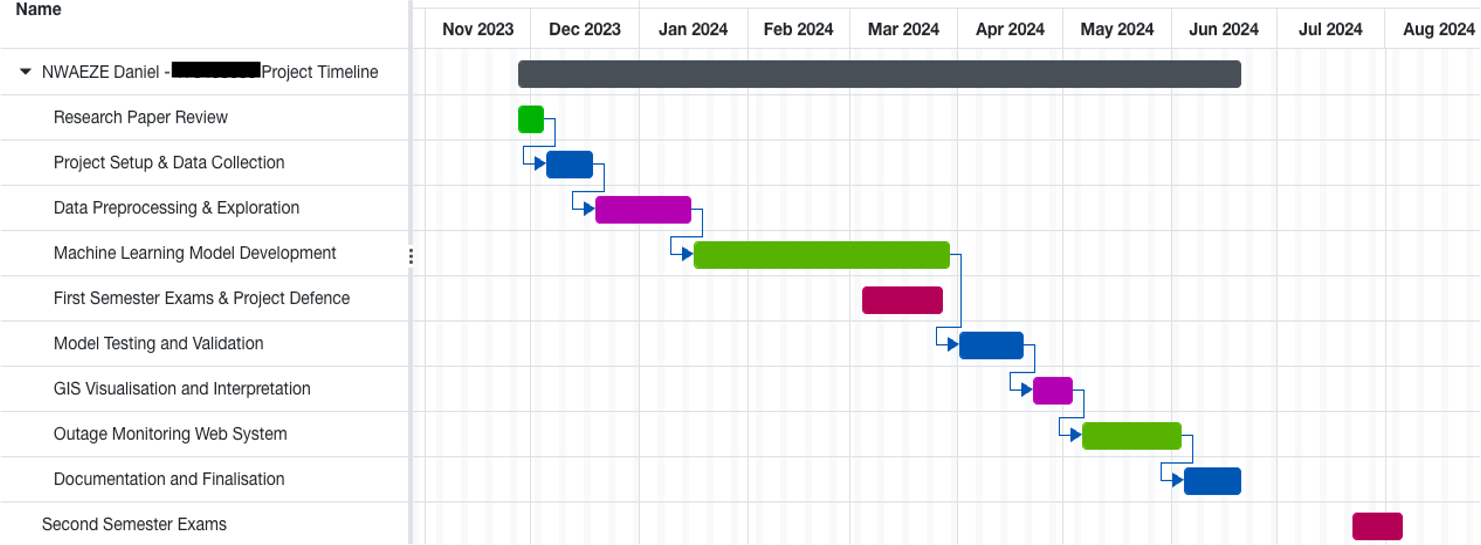 Name
Nov 2023 Dec 2023 Jan 2024 Feb 2024 Mar 2024 Apr 2024 May 2024 Jun 2024 Jul 2024 Aug 2024
NWAEZE Daniel - Project Timeline
Research Paper Review
Project Setup & Data Collection
Data Preprocessing & Exploration
Machine Learning Model Development
First Semester Exams & Project Defence
Model Testing and Validation
GIS Visualisation and Interpretation
Outage Monitoring Web System
Documentation and Finalisation
Second Semester Exams